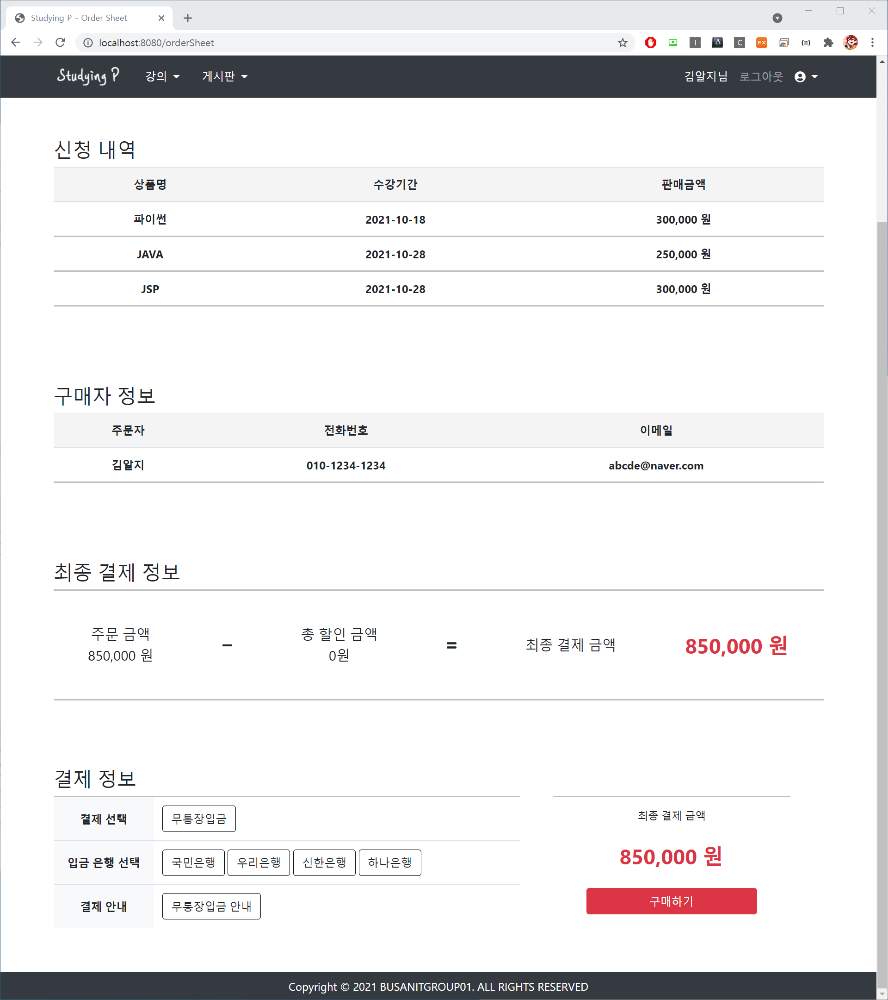 Studying P - Order Sheet
localhost:8080/orderSheet
Studying P 강의 게시판 김알지님 로그아웃
신청 내역
상품명 수강기간 판매금액
파이썬 2021-10-18 300,000 원
JAVA 2021-10-28 250,000 원
JSP 2021-10-28 300,000 원
구매자 정보
주문자 전화번호 이메일
김알지 010-1234-1234 abcde@naver.com
최종 결제 정보
주문 금액
850,000 원
-
총 할인 금액
0원
=
최종 결제 금액 850,000 원
결제 정보
결제 선택 무통장입금
입금 은행 선택 국민은행 우리은행 신한은행 하나은행
결제 안내 무통장입금 안내
최종 결제 금액
850,000 원
구매하기
Copyright © 2021 BUSANITGROUP01. ALL RIGHTS RESERVED